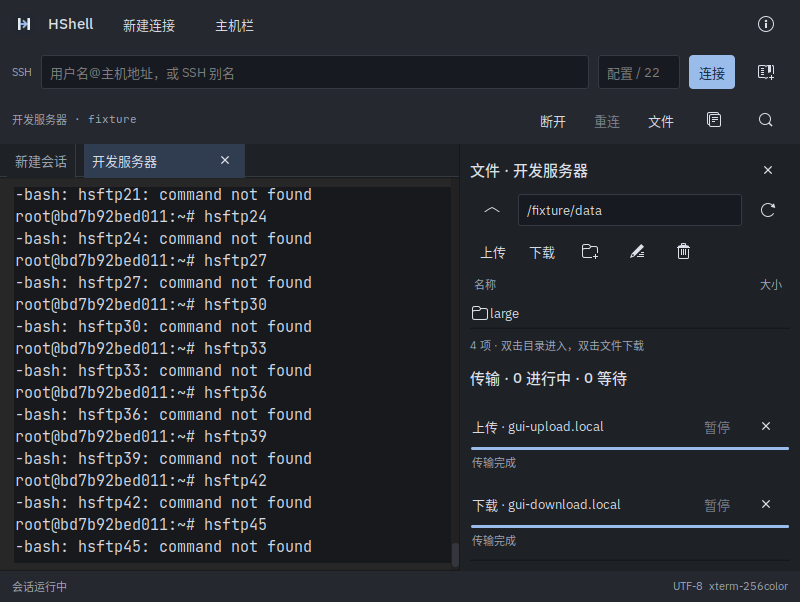 HShell 新建连接 主机栏
SSH 用户名@主机地址，或 SSH 别名 配置 / 22 连接
开发服务器 · fixture 断开 重连 文件
新建会话 开发服务器
-bash: hsftp21: command not found
root@bd7b92bed011:~# hsftp24
-bash: hsftp24: command not found
root@bd7b92bed011:~# hsftp27
-bash: hsftp27: command not found
root@bd7b92bed011:~# hsftp30
-bash: hsftp30: command not found
root@bd7b92bed011:~# hsftp33
-bash: hsftp33: command not found
root@bd7b92bed011:~# hsftp36
-bash: hsftp36: command not found
root@bd7b92bed011:~# hsftp39
-bash: hsftp39: command not found
root@bd7b92bed011:~# hsftp42
-bash: hsftp42: command not found
root@bd7b92bed011:~# hsftp45
-bash: hsftp45: command not found
文件 · 开发服务器
/fixture/data
上传 下载
名称 大小
large
4 项 · 双击目录进入，双击文件下载
传输 · 0 进行中 · 0 等待
上传 · gui-upload.local 暂停
传输完成
下载 · gui-download.local 暂停
传输完成
会话运行中 UTF-8 xterm-256color